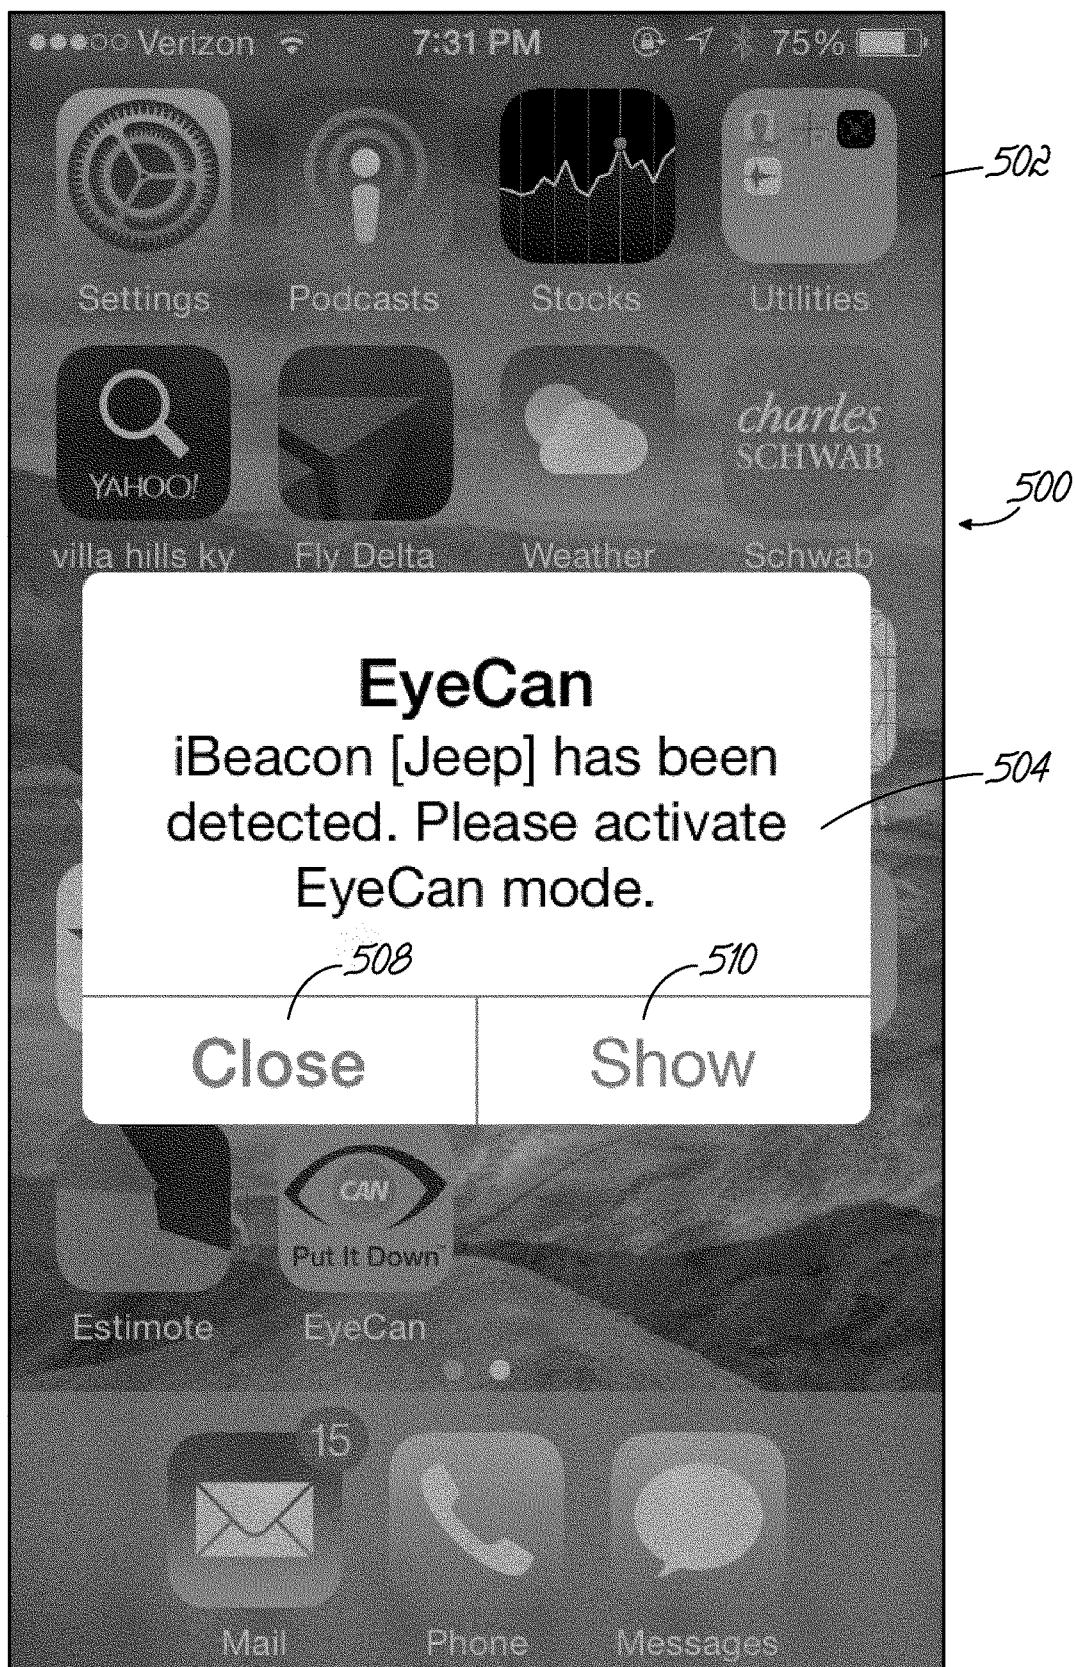 Verizon 7:31 PM 75%
502
Settings Podcasts Stocks Utilities
YAHOO!
charles
SCHWAB
500
villa hills ky Fly Delta Weather Schwab
EyeCan
iBeacon [Jeep] has been
504
detected. Please activate
EyeCan mode.
508 510
Close Show
CAN
Put It Down
Estimote EyeCan
15
Mail Phone Messages